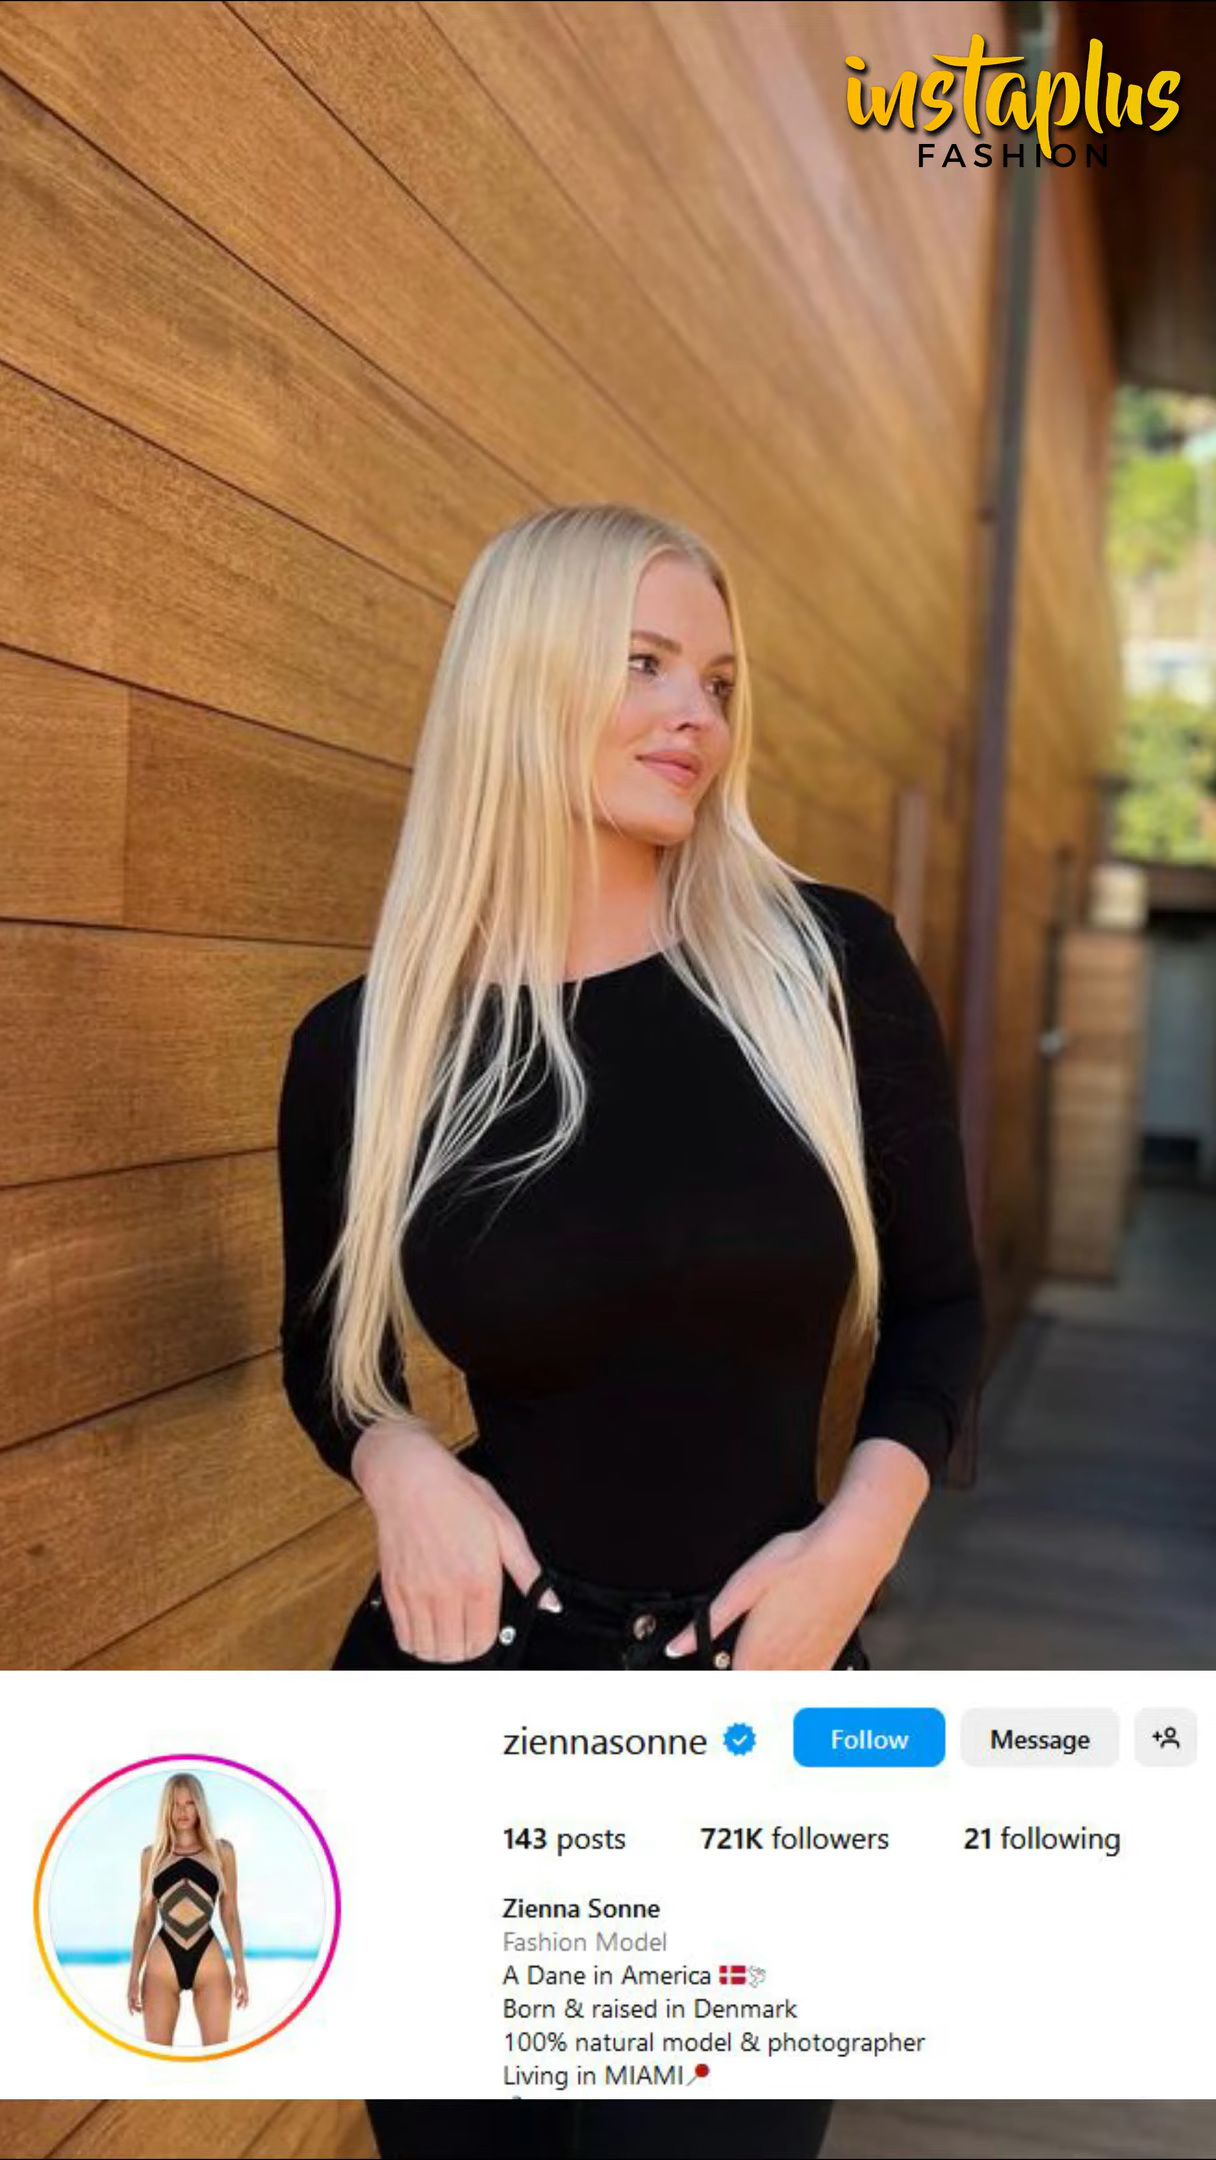 instaplus
FASHION
ziennasonne Follow Message
143 posts 721K followers 21 following
Zienna Sonne
Fashion Model
A Dane in America 🇩🇰🕊
Born & raised in Denmark
100% natural model & photographer
Living in MIAMI📍